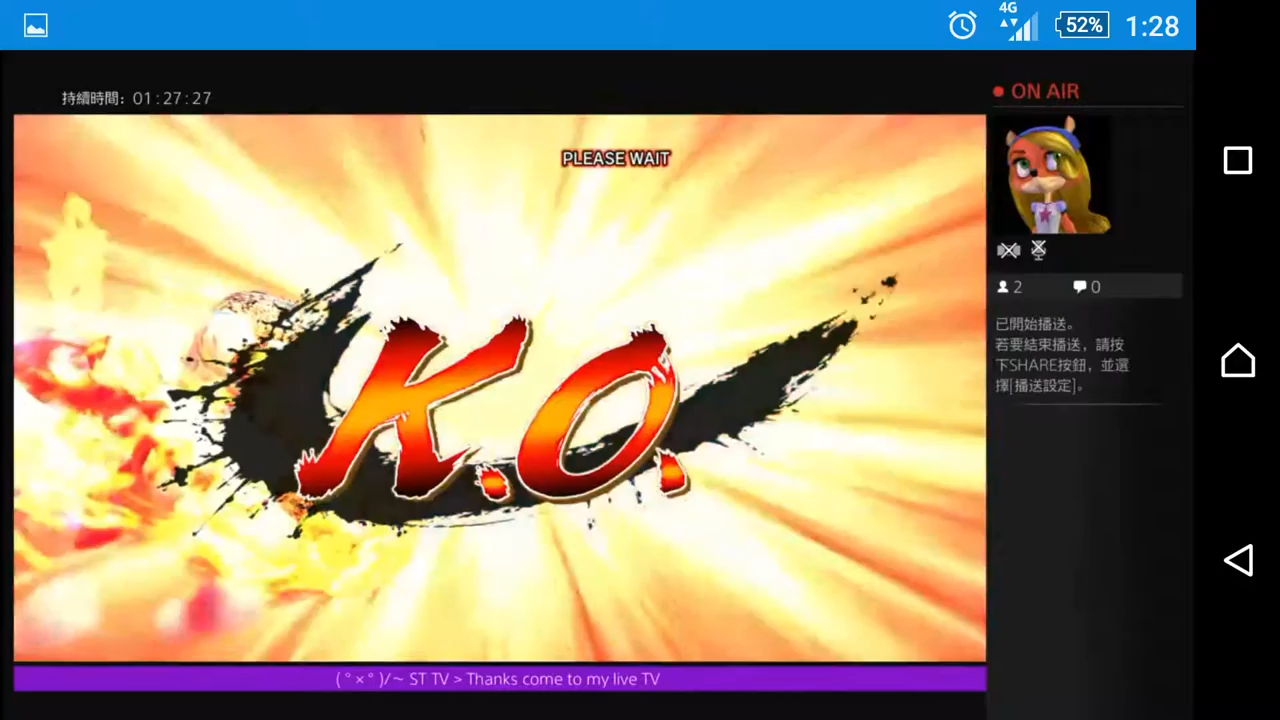 4G
52%
1:28
持續時間: 01:27:27
ON AIR
PLEASE WAIT
K.O.
2
0
已開始播送。
若要結束播送，請按
下SHARE按鈕，並選
擇[播送設定]。
( ° × ° )/～ ST TV > Thanks come to my live TV